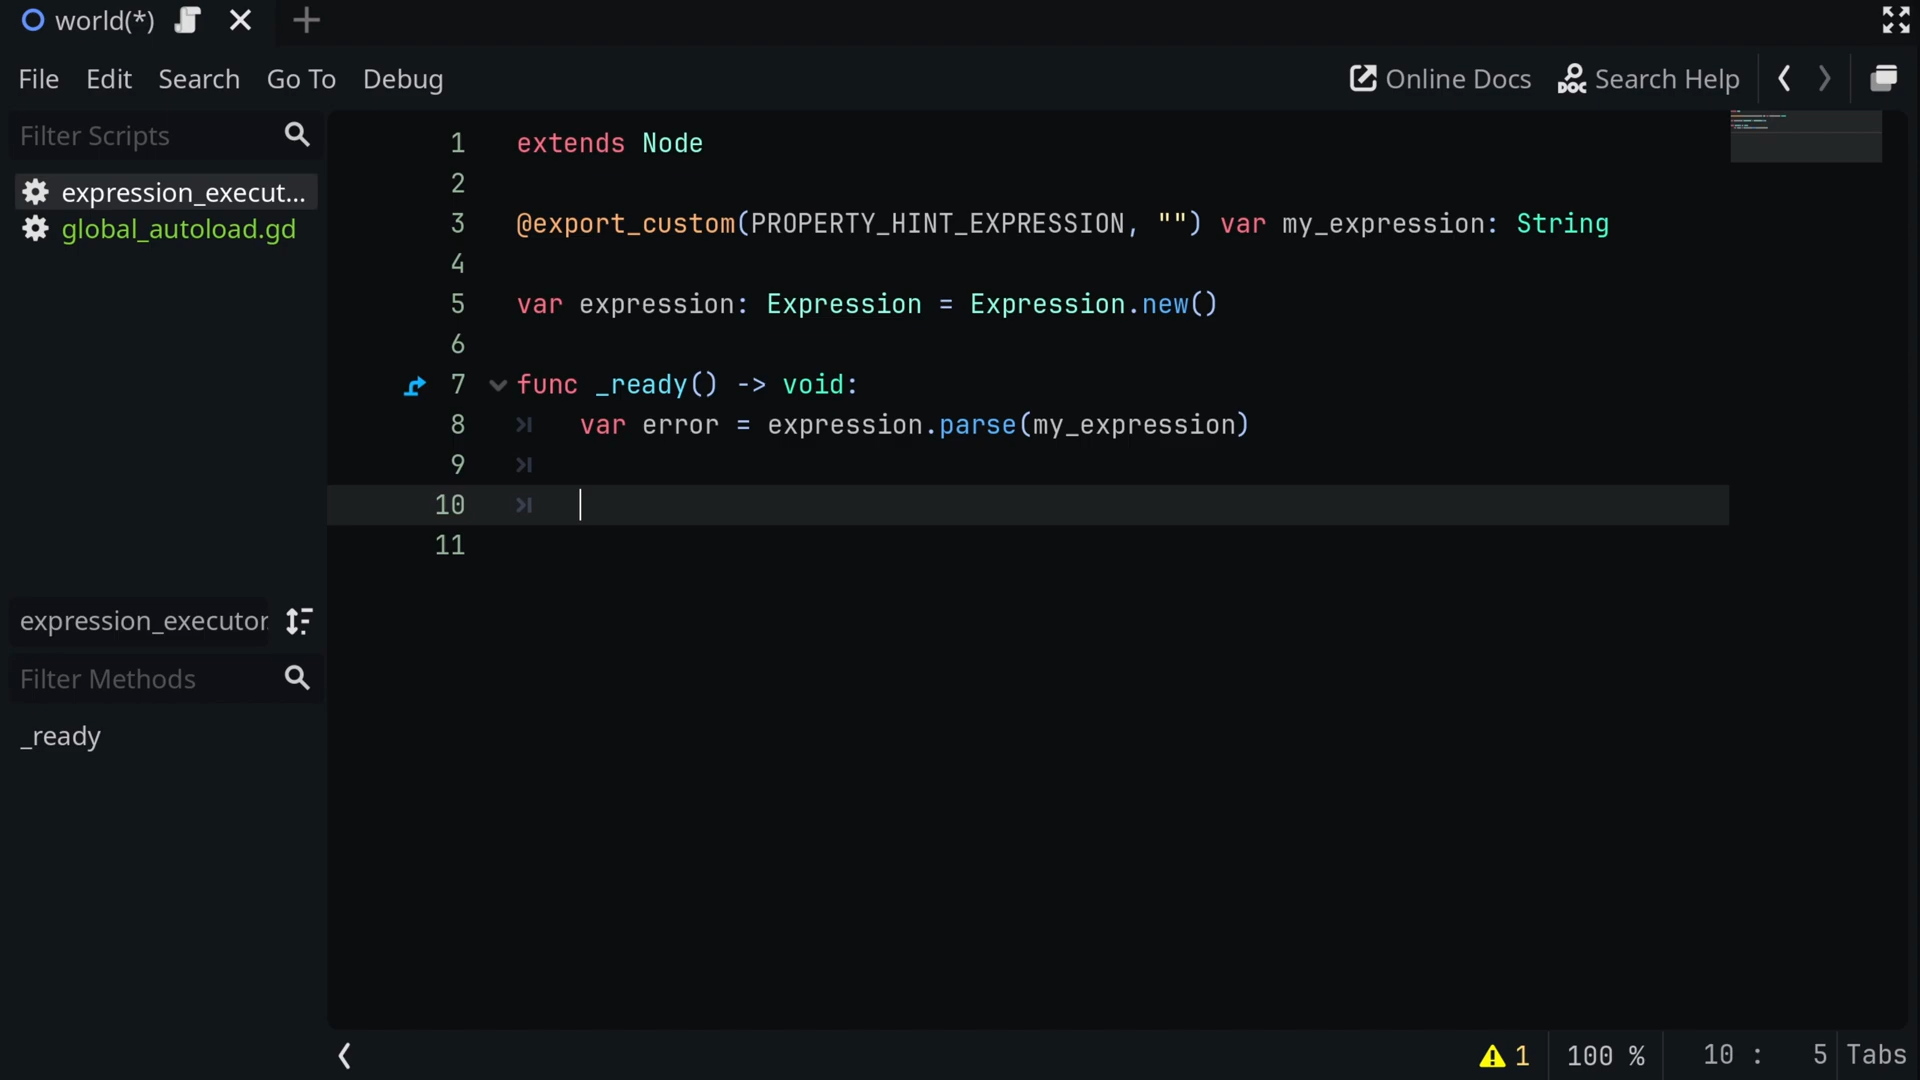 world(*)
File Edit Search Go To Debug
Online Docs Search Help
Filter Scripts
expression_execut...
global_autoload.gd
expression_executor.
Filter Methods
_ready
1 extends Node
2
3 @export_custom(PROPERTY_HINT_EXPRESSION, "") var my_expression: String
4
5 var expression: Expression = Expression.new()
6
7 func _ready() -> void:
8 var error = expression.parse(my_expression)
9
10
11
1 100 % 10 : 5 Tabs